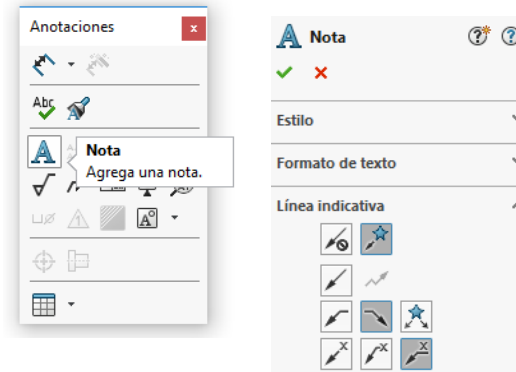 Anotaciones
x
Abc
A
Nota
Agrega una nota.
A
A Nota
Estilo
Formato de texto
Línea indicativa
x
x
x